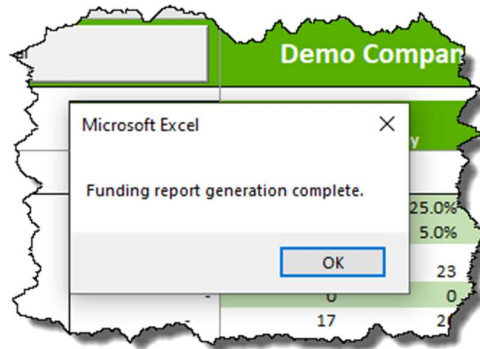 Demo Compan
Microsoft Excel
y
Funding report generation complete.
25.0%
5.0%
OK
23
- 0 0
- 17